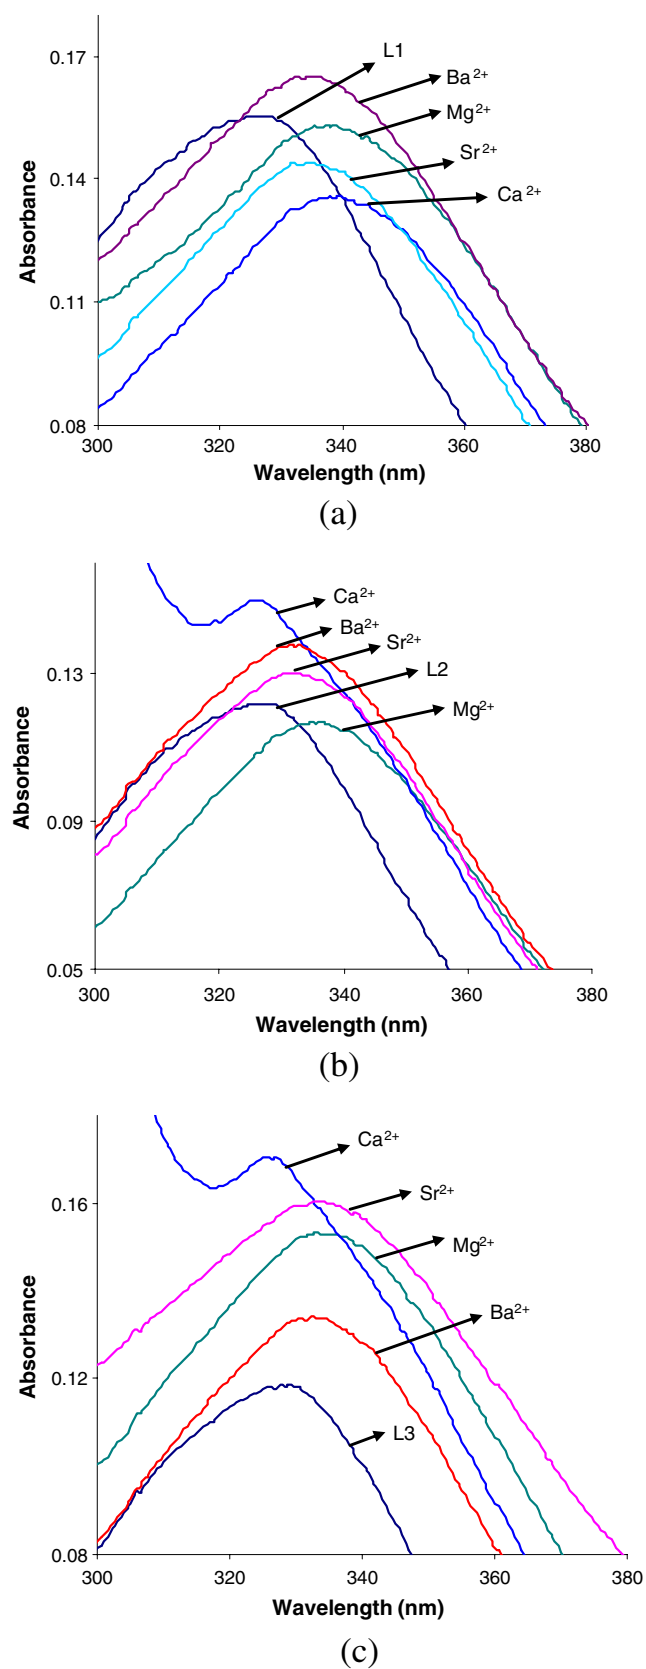 L1
0.17
Ba²⁺
Mg²⁺
Sr²⁺
0.14
Ca²⁺
Absorbance
0.11
0.08
300 320 340 360 380
Wavelength (nm)
(a)
Ca²⁺
Ba²⁺
Sr²⁺
0.13
L2
Mg²⁺
Absorbance
0.09
0.05
300 320 340 360 380
Wavelength (nm)
(b)
Ca²⁺
Sr²⁺
0.16
Mg²⁺
Ba²⁺
Absorbance
0.12
L3
0.08
300 320 340 360 380
Wavelength (nm)
(c)